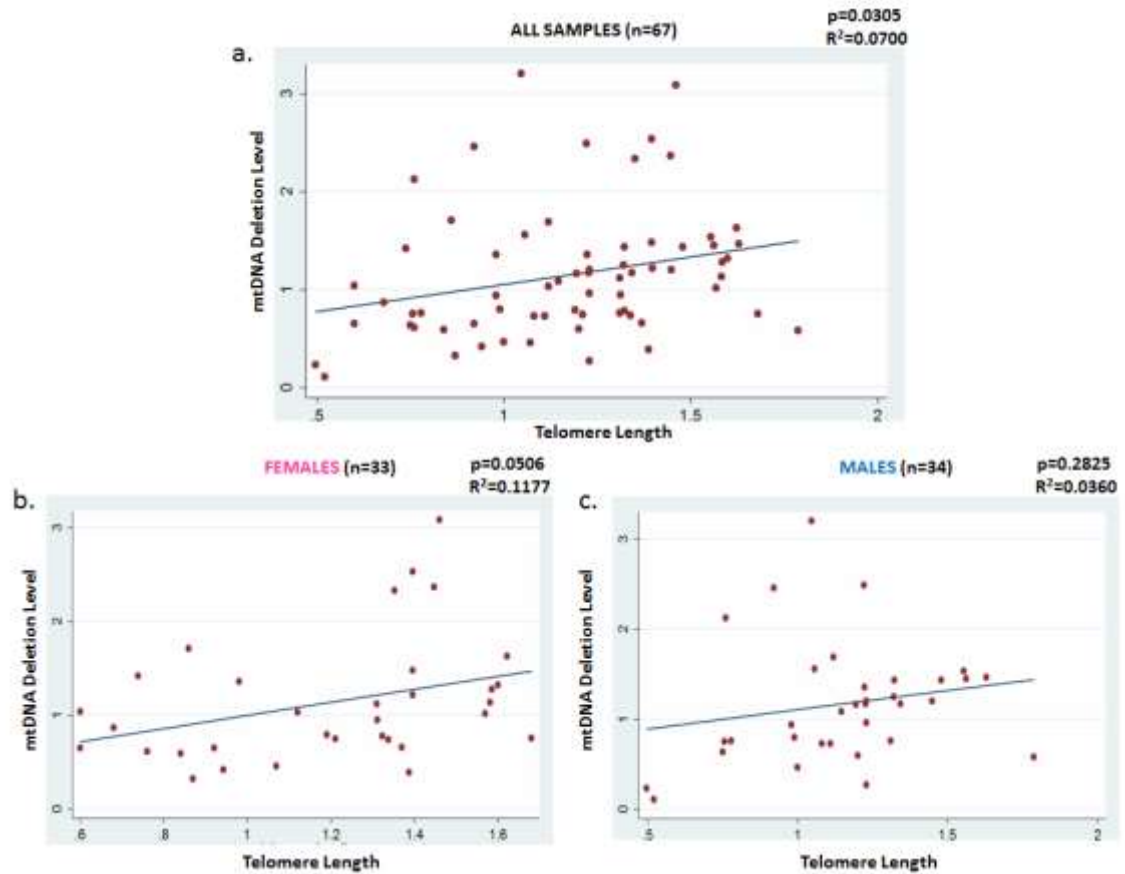 ALL SAMPLES (n=67)
p=0.0305
R²=0.0700
a.
mtDNA Deletion Level
3
2
1
0
.5
1
1.5
2
Telomere Length
FEMALES (n=33)
p=0.0506
R²=0.1177
b.
mtDNA Deletion Level
3
2
1
0
.6
.8
1
1.2
1.4
1.6
Telomere Length
MALES (n=34)
p=0.2825
R²=0.0360
c.
mtDNA Deletion Level
3
2
1
0
.5
1
1.5
2
Telomere Length